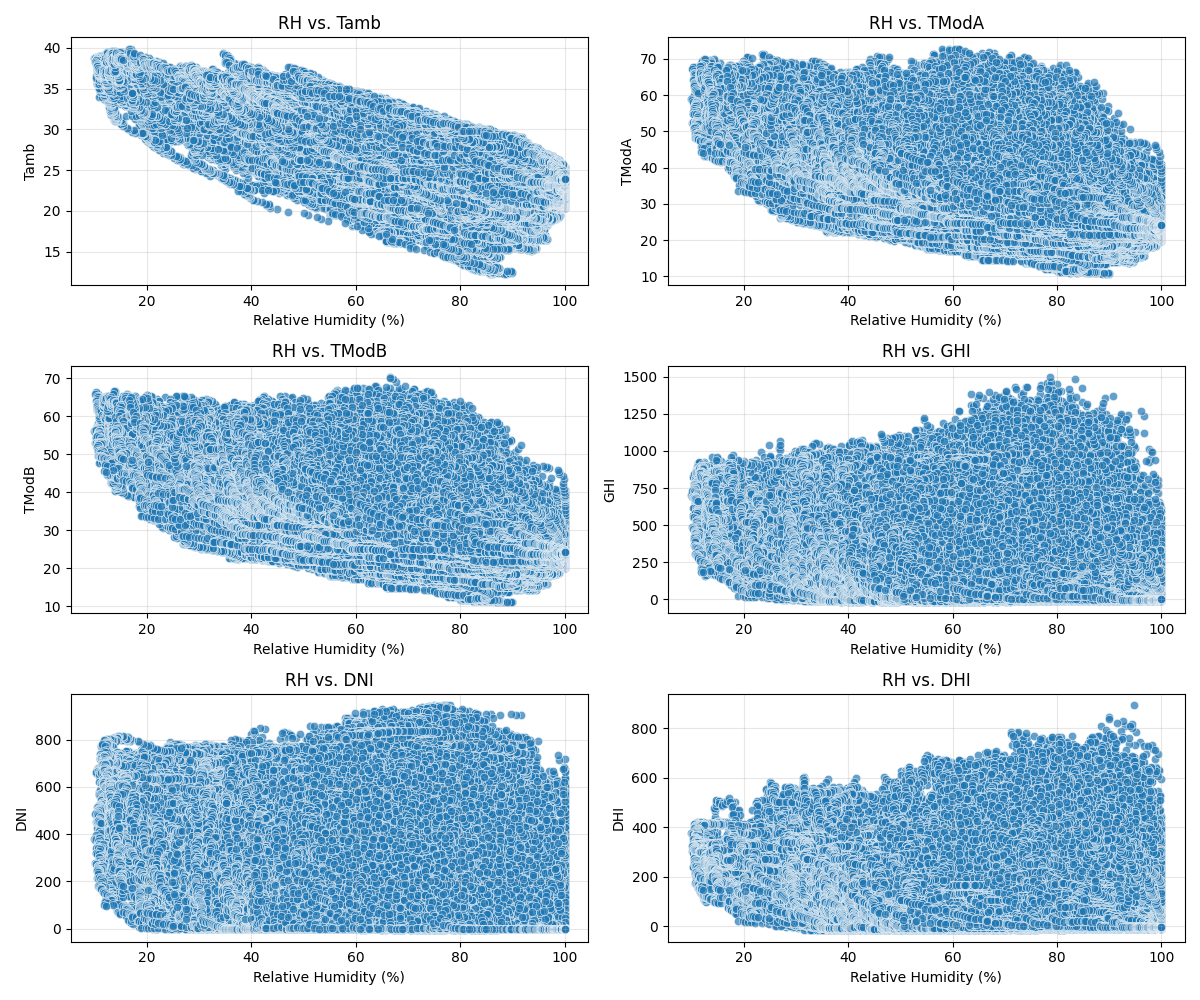 RH vs. Tamb
Tamb
40
35
30
25
20
15
20 40 60 80 100
Relative Humidity (%)
RH vs. TModA
TModA
70
60
50
40
30
20
10
20 40 60 80 100
Relative Humidity (%)
RH vs. TModB
TModB
70
60
50
40
30
20
10
20 40 60 80 100
Relative Humidity (%)
RH vs. GHI
GHI
1500
1250
1000
750
500
250
0
20 40 60 80 100
Relative Humidity (%)
RH vs. DNI
DNI
800
600
400
200
0
20 40 60 80 100
Relative Humidity (%)
RH vs. DHI
DHI
800
600
400
200
0
20 40 60 80 100
Relative Humidity (%)